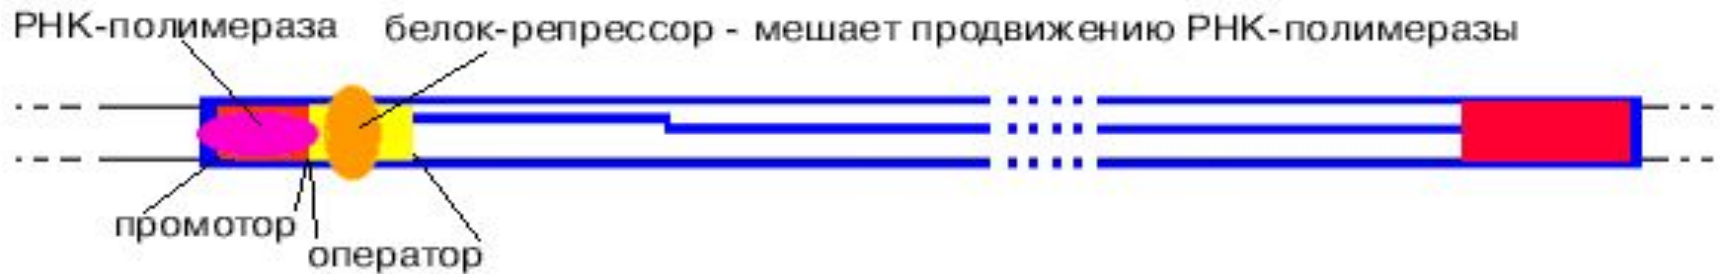 РНК-полимераза белок-репрессор - мешает продвижению РНК-полимеразы
промотор
оператор